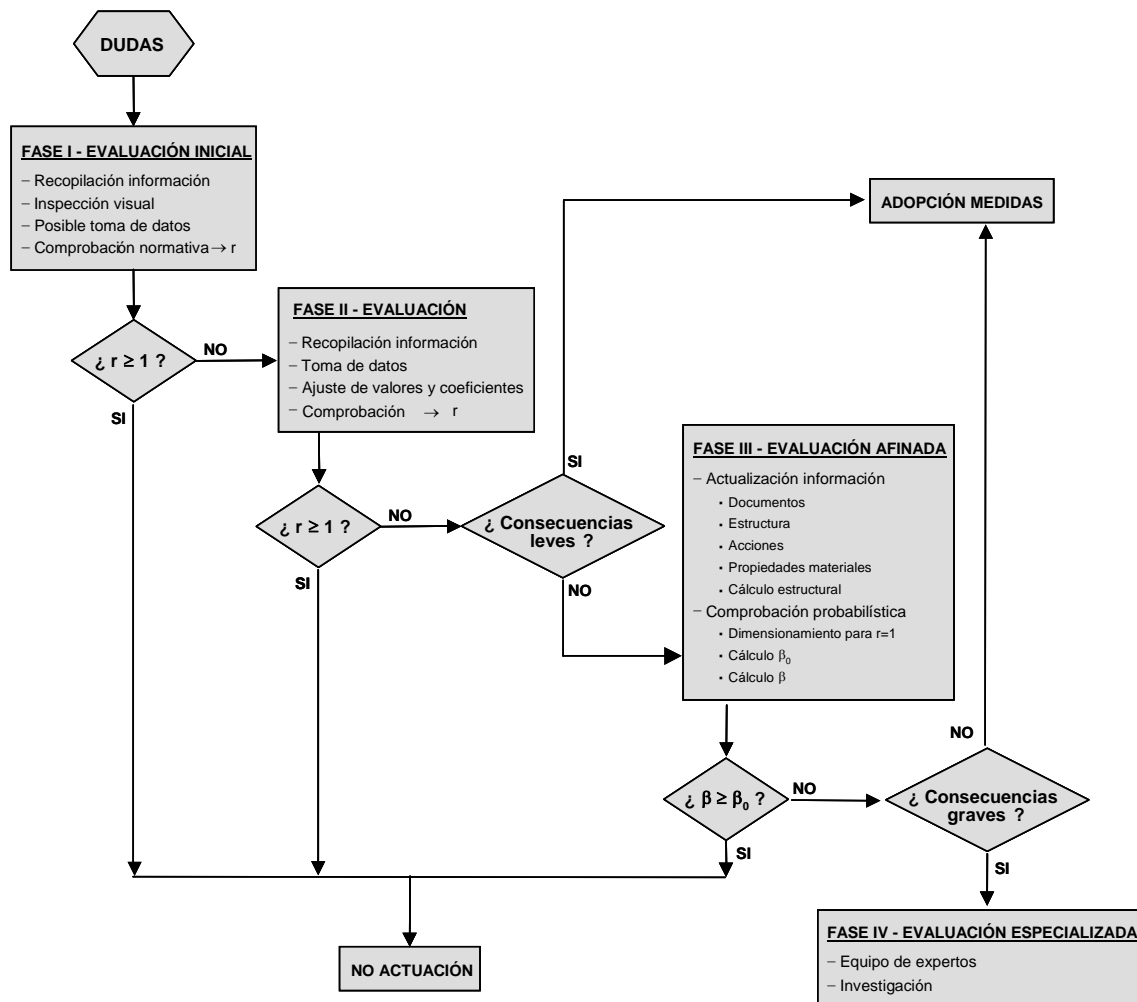 DUDAS
FASE I - EVALUACIÓN INICIAL
– Recopilación información
– Inspección visual
– Posible toma de datos
– Comprobación normativa → r
¿ r ≥ 1 ?
NO
SI
FASE II - EVALUACIÓN
– Recopilación información
– Toma de datos
– Ajuste de valores y coeficientes
– Comprobación → r
¿ r ≥ 1 ?
NO
SI
¿ Consecuencias
leves ?
SI
NO
ADOPCIÓN MEDIDAS
FASE III - EVALUACIÓN AFINADA
– Actualización información
▪ Documentos
▪ Estructura
▪ Acciones
▪ Propiedades materiales
▪ Cálculo estructural
– Comprobación probabilística
▪ Dimensionamiento para r=1
▪ Cálculo β₀
▪ Cálculo β
¿ β ≥ β₀ ?
NO
SI
¿ Consecuencias
graves ?
NO
SI
NO ACTUACIÓN
FASE IV - EVALUACIÓN ESPECIALIZADA
– Equipo de expertos
– Investigación